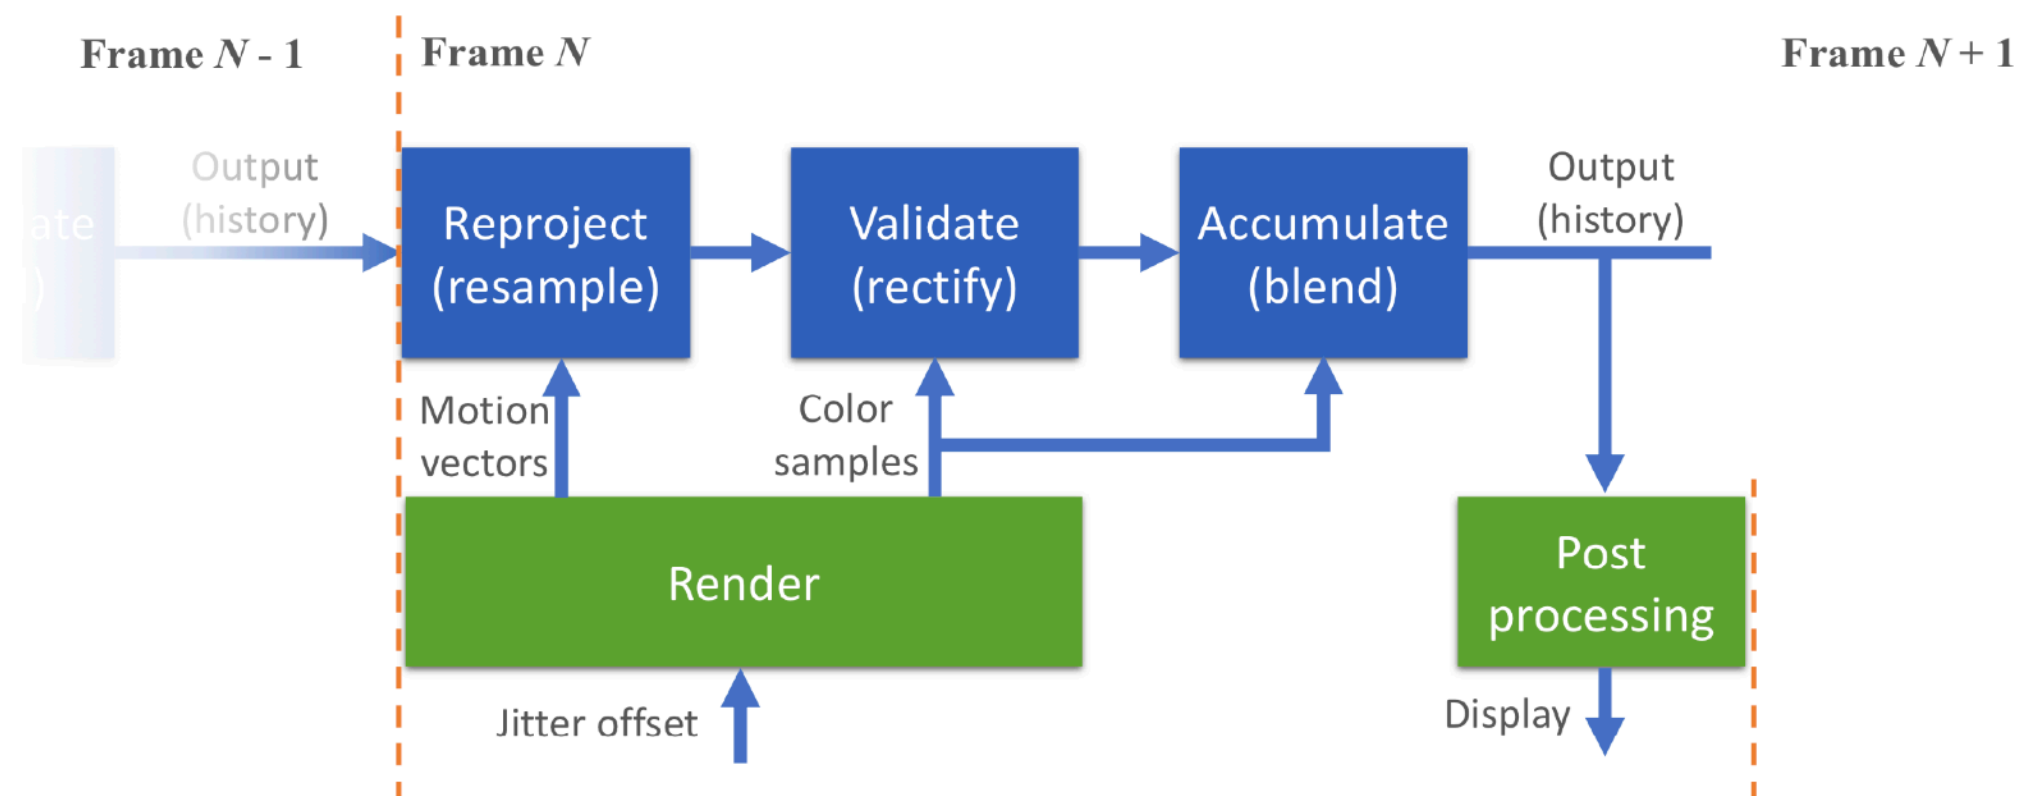 Frame N - 1
Frame N
Frame N + 1
Output
(history)
Reproject
(resample)
Validate
(rectify)
Accumulate
(blend)
Output
(history)
ate
Motion
vectors
Color
samples
Render
Post
processing
Jitter offset
Display